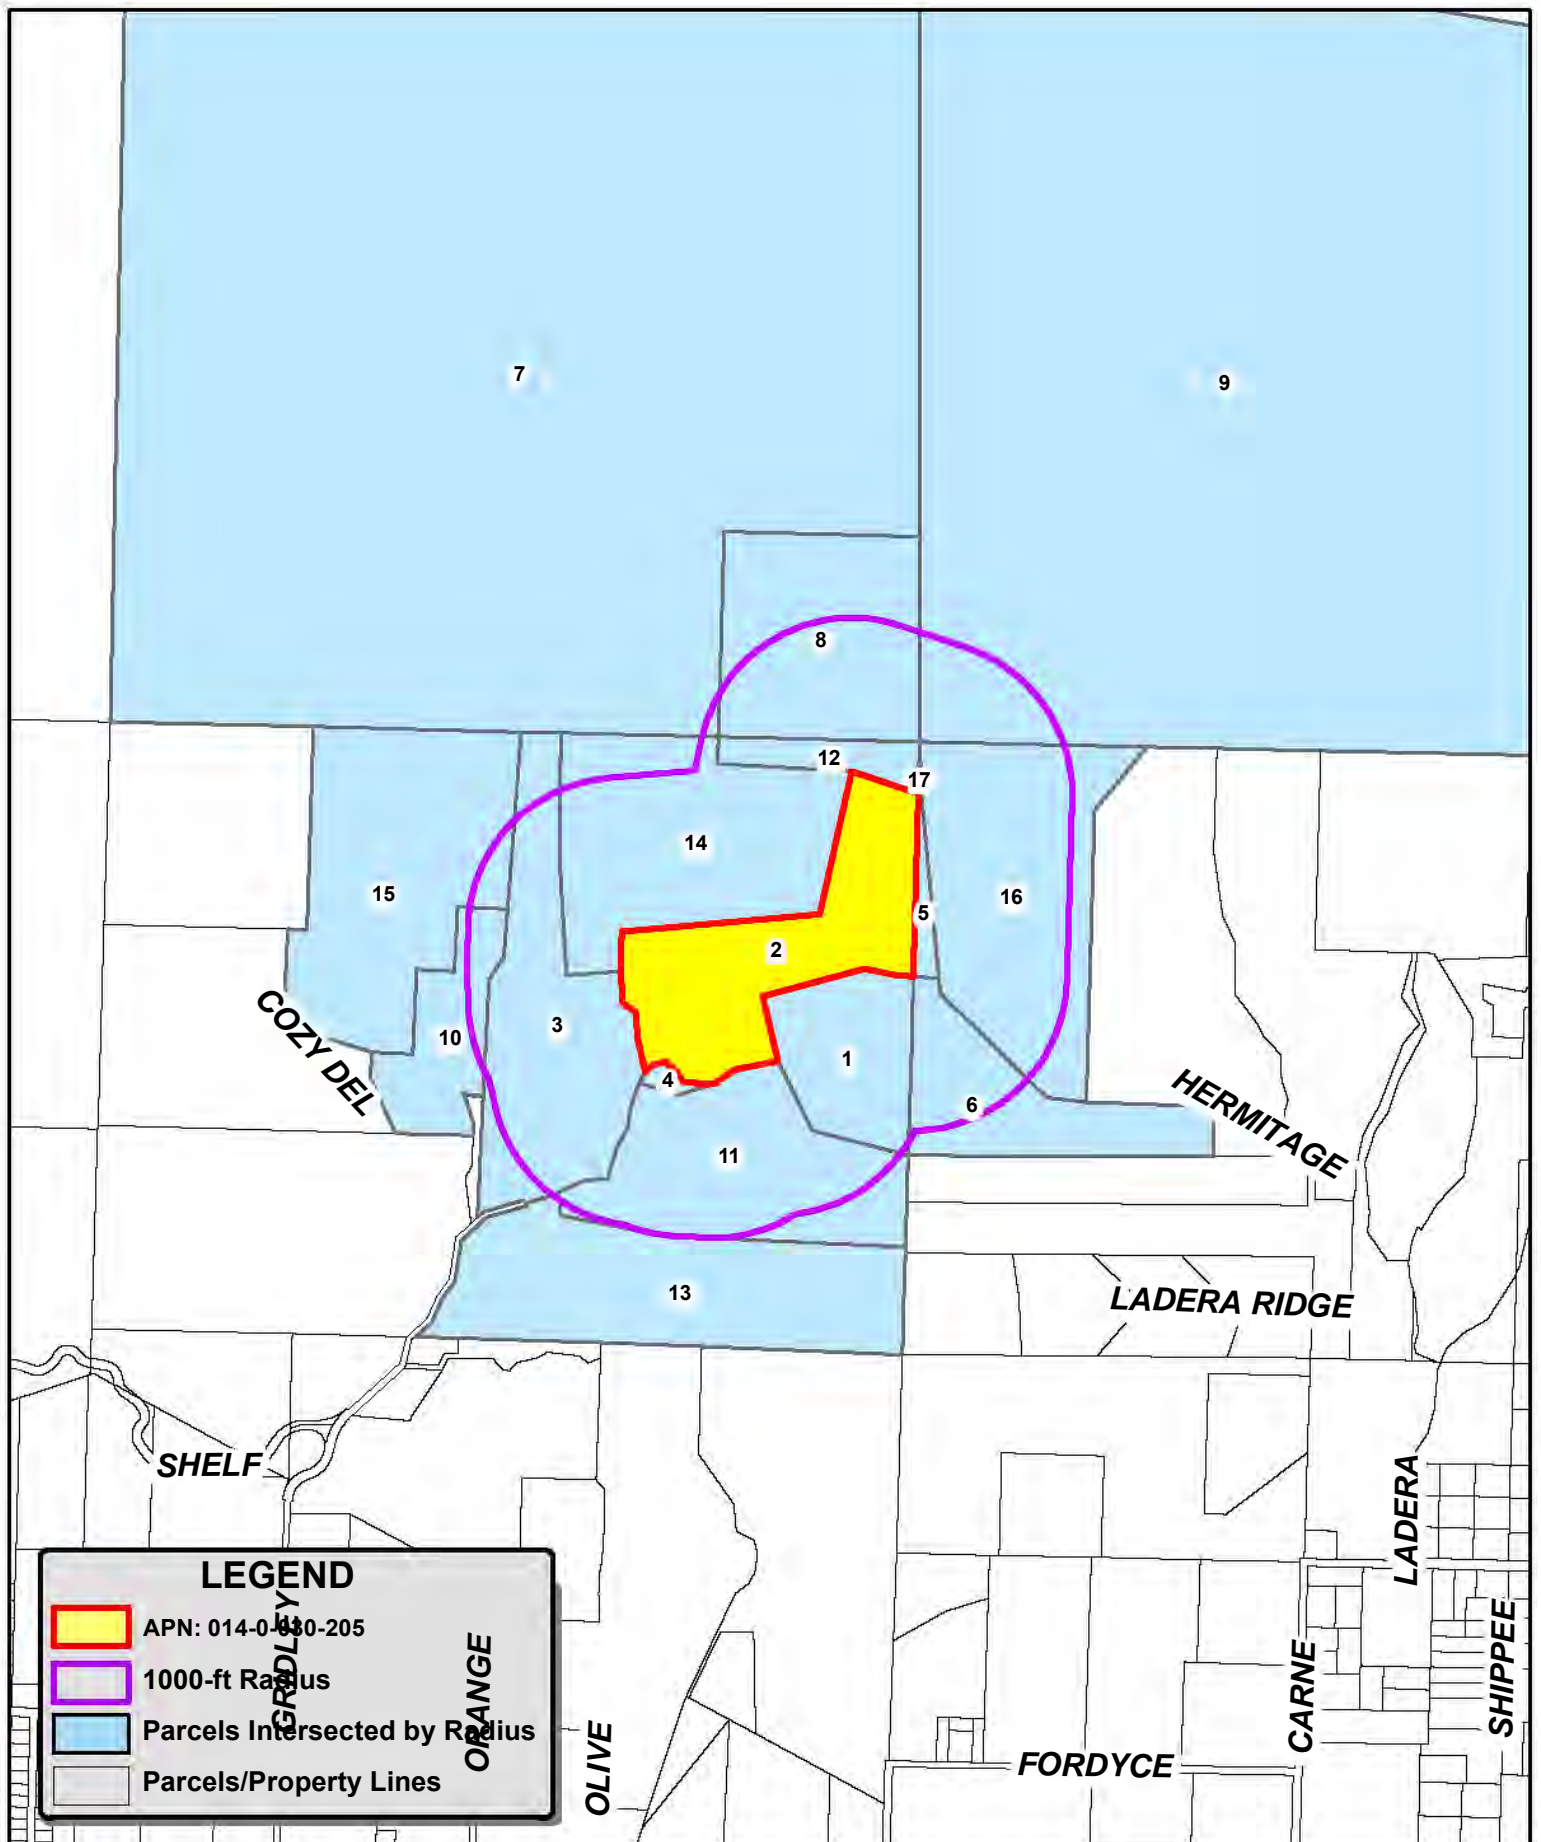 7
9
8
12
17
14
15
16
5
2
COZY DEL
3
10
1
4
6
HERMITAGE
11
13
LADERA RIDGE
SHELF
LADERA
LEGEND
APN: 014-0-030-205
1000-ft Radius
Parcels Intersected by Radius
Parcels/Property Lines
GRIDLEY
ORANGE
OLIVE
FORDYCE
CARNE
SHIPPEE